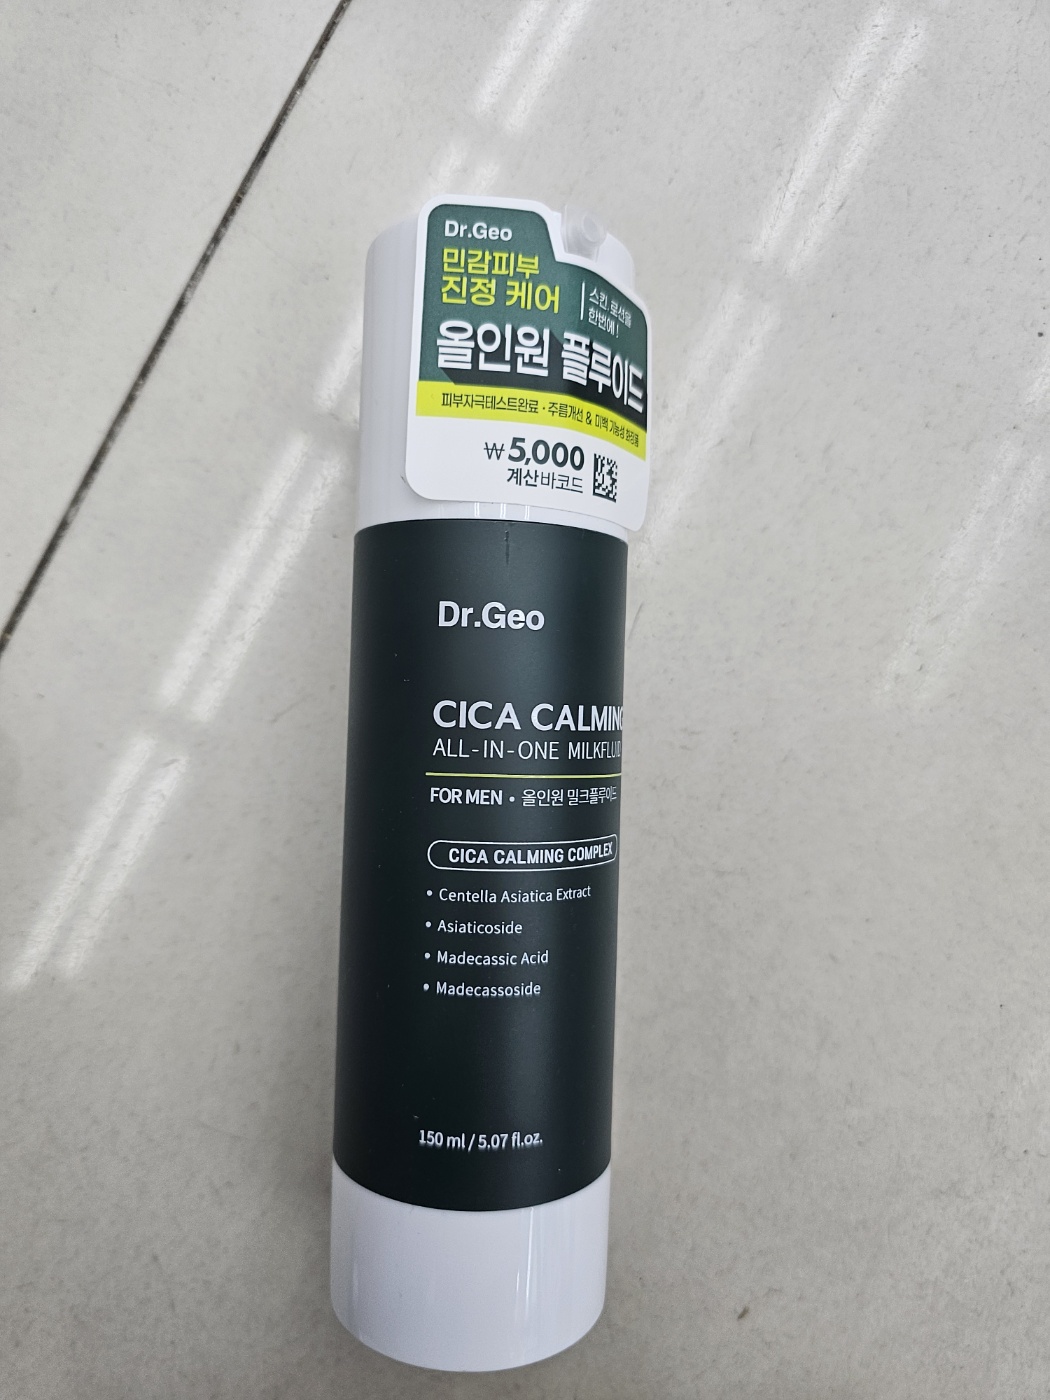 Dr.Geo
민감피부
진정 케어
스킨, 로션을
한번에!
올인원 플루이드
피부자극테스트완료 · 주름개선 & 미백 기능성 화장품
₩5,000
계산바코드
Dr.Geo
CICA CALMING
ALL-IN-ONE MILKFLUID
FOR MEN • 올인원 밀크플루이드
CICA CALMING COMPLEX
• Centella Asiatica Extract
• Asiaticoside
• Madecassic Acid
• Madecassoside
150 ml / 5.07 fl.oz.